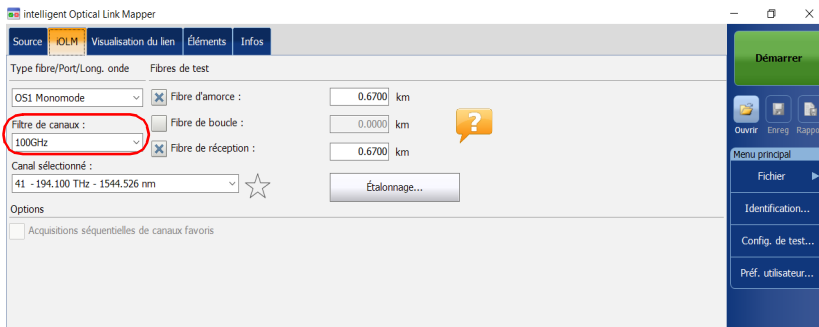 intelligent Optical Link Mapper
Source iOLM Visualisation du lien Éléments Infos
Démarrer
Type fibre/Port/Long. onde Fibres de test
OS1 Monomode Fibre d'amorce : 0.6700 km
Filtre de canaux : Fibre de boucle : 0.0000 km
?
100GHz Fibre de réception : 0.6700 km
Ouvrir Enreg Rappo
Menu principal
Canal sélectionné :
41 - 194.100 THz - 1544.526 nm Étalonnage...
Fichier
Options
Identification...
Acquisitions séquentielles de canaux favoris
Config. de test...
Préf. utilisateur...